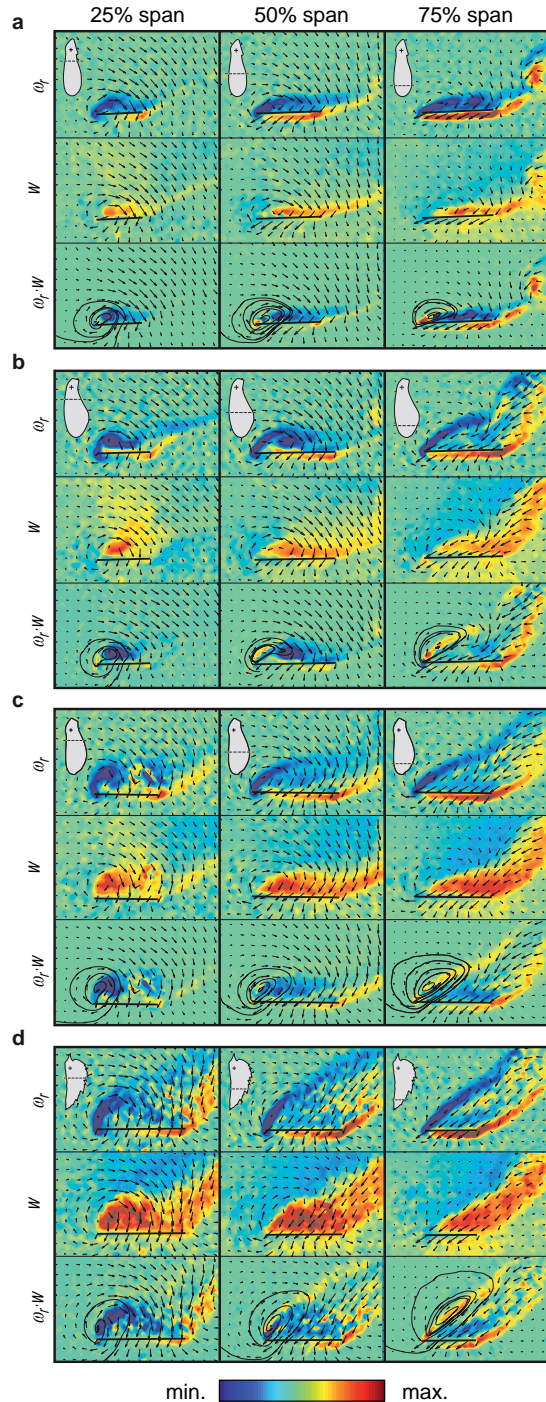 25% span 50% span 75% span
a
ωr
w
ωr·w
b
ωr
w
ωr·w
c
ωr
w
ωr·w
d
ωr
w
ωr·w
min. max.